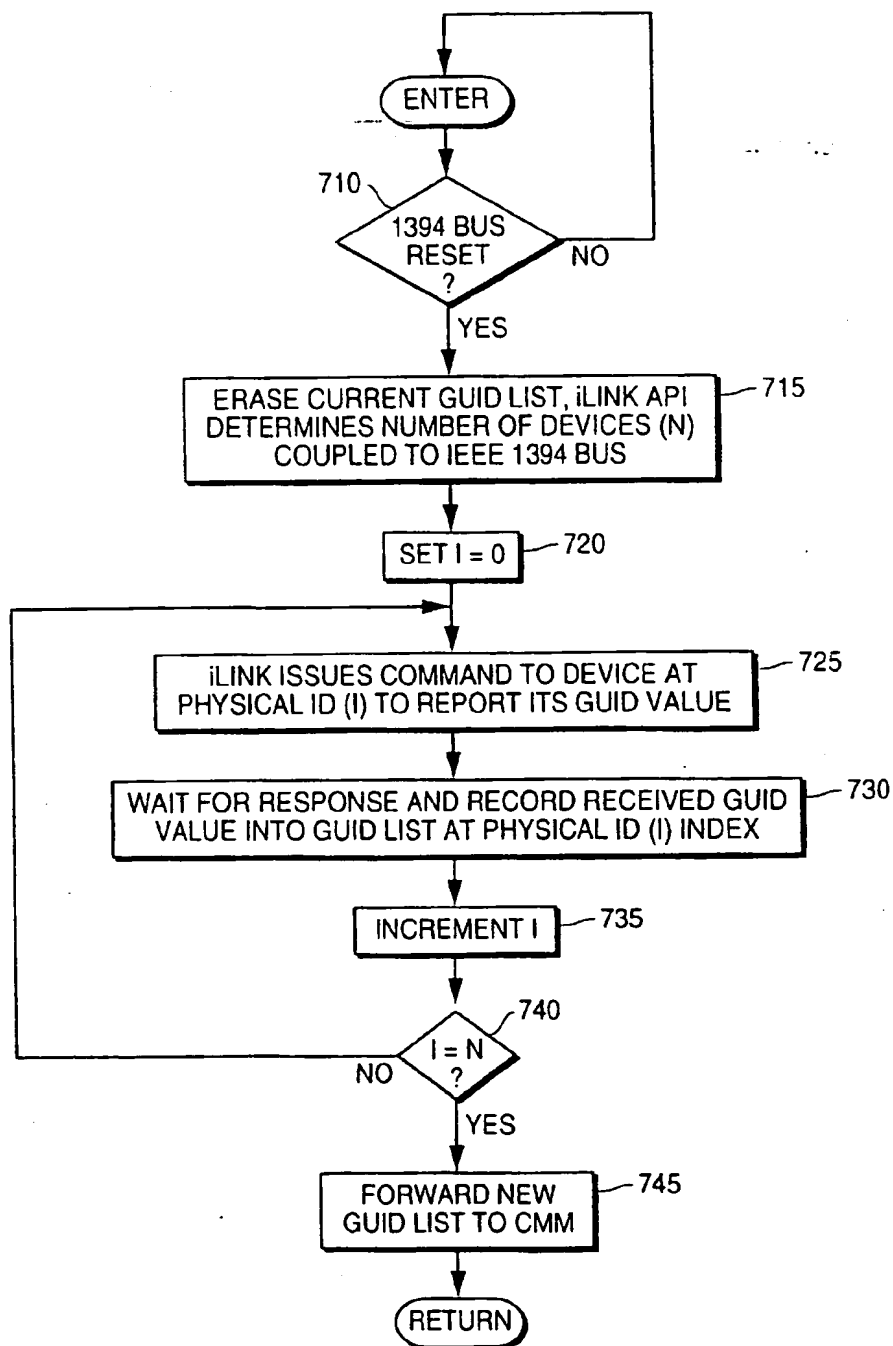 ENTER
710
1394 BUS
RESET
?
NO
YES
ERASE CURRENT GUID LIST, iLINK API
DETERMINES NUMBER OF DEVICES (N)
COUPLED TO IEEE 1394 BUS
715
SET I = 0
720
iLINK ISSUES COMMAND TO DEVICE AT
PHYSICAL ID (I) TO REPORT ITS GUID VALUE
725
WAIT FOR RESPONSE AND RECORD RECEIVED GUID
VALUE INTO GUID LIST AT PHYSICAL ID (I) INDEX
730
INCREMENT I
735
740
I = N
?
NO
YES
FORWARD NEW
GUID LIST TO CMM
745
RETURN